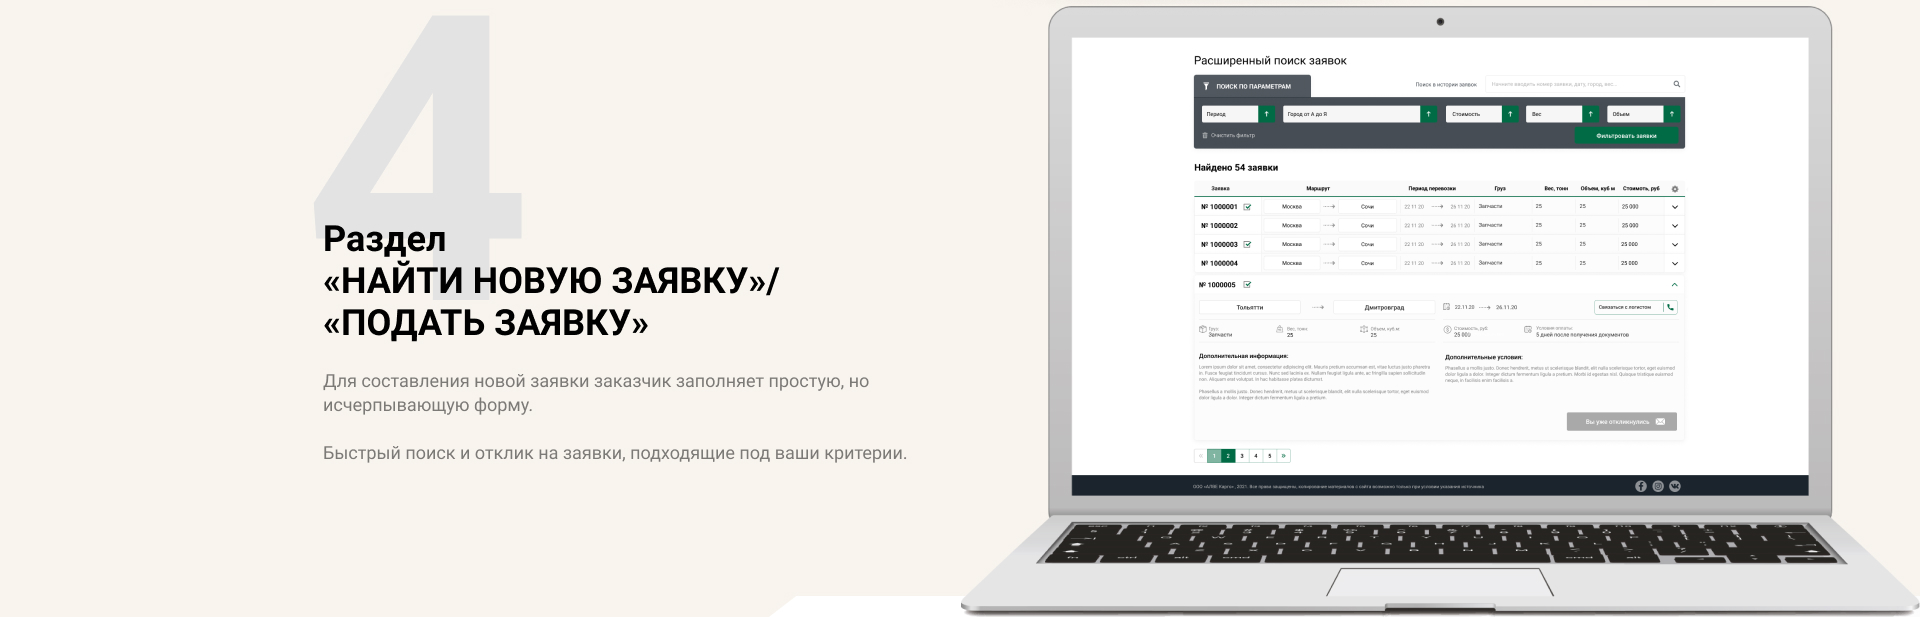 4
Раздел
«НАЙТИ НОВУЮ ЗАЯВКУ»/
«ПОДАТЬ ЗАЯВКУ»
Для составления новой заявки заказчик заполняет простую, но
исчерпывающую форму.
Быстрый поиск и отклик на заявки, подходящие под ваши критерии.
Расширенный поиск заявок
ПОИСК ПО ПАРАМЕТРАМ
Поиск в истории заявок
Начните вводить номер заявки, дату, город, вес...
Период Город от А до Я Стоимость Вес Объем
Очистить фильтр Фильтровать заявки
Найдено 54 заявки
Заявка Маршрут Период перевозки Груз Вес, тонн Объем, куб м Стоимоть, руб
№ 1000001 Москва Сочи 22 11 20 26 11 20 Запчасти 25 25 25 000
№ 1000002 Москва Сочи 22 11 20 26 11 20 Запчасти 25 25 25 000
№ 1000003 Москва Сочи 22 11 20 26 11 20 Запчасти 25 25 25 000
№ 1000004 Москва Сочи 22 11 20 26 11 20 Запчасти 25 25 25 000
№ 1000005
Тольятти Дмитровград 22.11.20 26.11.20 Связаться с логистом
Груз Вес, тонн Объем, куб.м. Стоимость, руб Условия оплаты
Запчасти 25 25 25 000 5 дней после получения документов
Дополнительная информация: Дополнительные условия:
Вы уже откликнулись
« 1 2 3 4 5 »